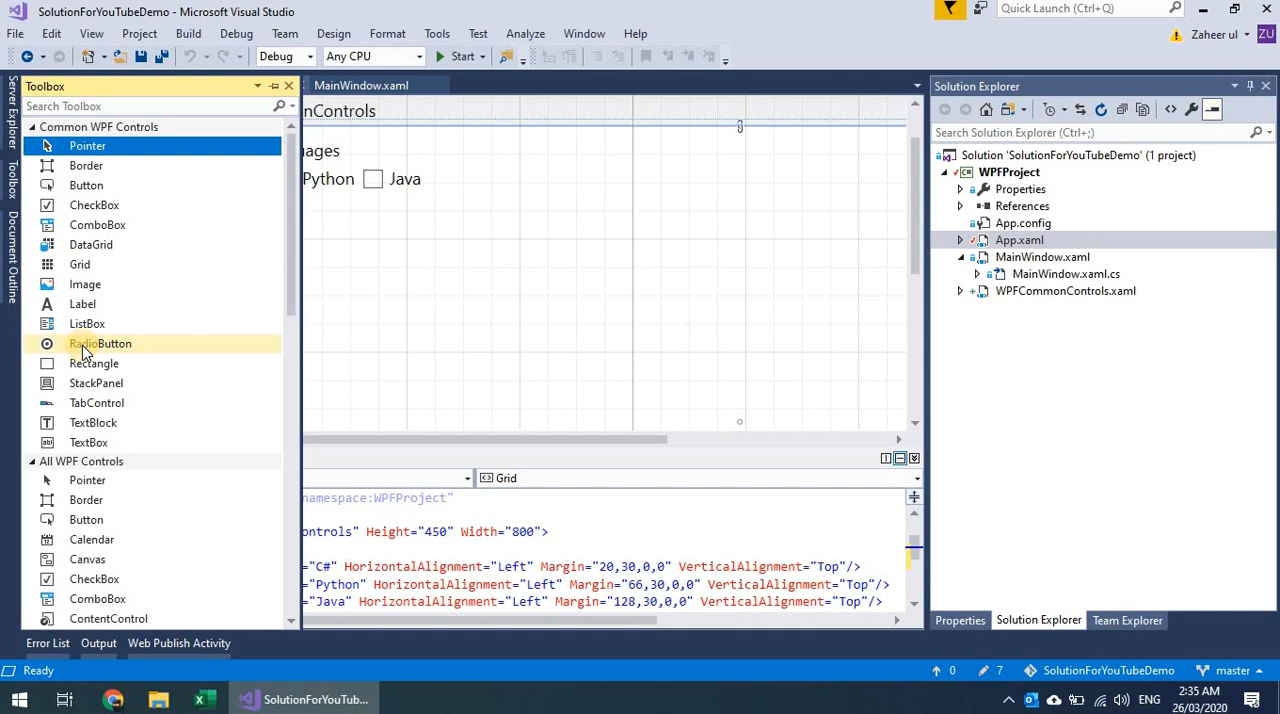 SolutionForYouTubeDemo - Microsoft Visual Studio
Quick Launch (Ctrl+Q)
File Edit View Project Build Debug Team Design Format Tools Test Analyze Window Help
Zaheer ul
ZU
Debug Any CPU Start
Server Explorer
Toolbox
Document Outline
Toolbox
Search Toolbox
Common WPF Controls
Pointer
Border
Button
CheckBox
ComboBox
DataGrid
Grid
Image
Label
ListBox
RadioButton
Rectangle
StackPanel
TabControl
TextBlock
TextBox
All WPF Controls
Pointer
Border
Button
Calendar
Canvas
CheckBox
ComboBox
ContentControl
MainWindow.xaml
nControls
ages
Python Java
Grid
namespace:WPFProject"
ontrols" Height="450" Width="800">
="C#" HorizontalAlignment="Left" Margin="20,30,0,0" VerticalAlignment="Top"/>
="Python" HorizontalAlignment="Left" Margin="66,30,0,0" VerticalAlignment="Top"/>
="Java" HorizontalAlignment="Left" Margin="128,30,0,0" VerticalAlignment="Top"/>
Solution Explorer
Search Solution Explorer (Ctrl+;)
Solution 'SolutionForYouTubeDemo' (1 project)
WPFProject
Properties
References
App.config
App.xaml
MainWindow.xaml
MainWindow.xaml.cs
WPFCommonControls.xaml
Properties Solution Explorer Team Explorer
Error List Output Web Publish Activity
Ready
0 7 SolutionForYouTubeDemo master
SolutionForYouTub...
ENG
2:35 AM
26/03/2020